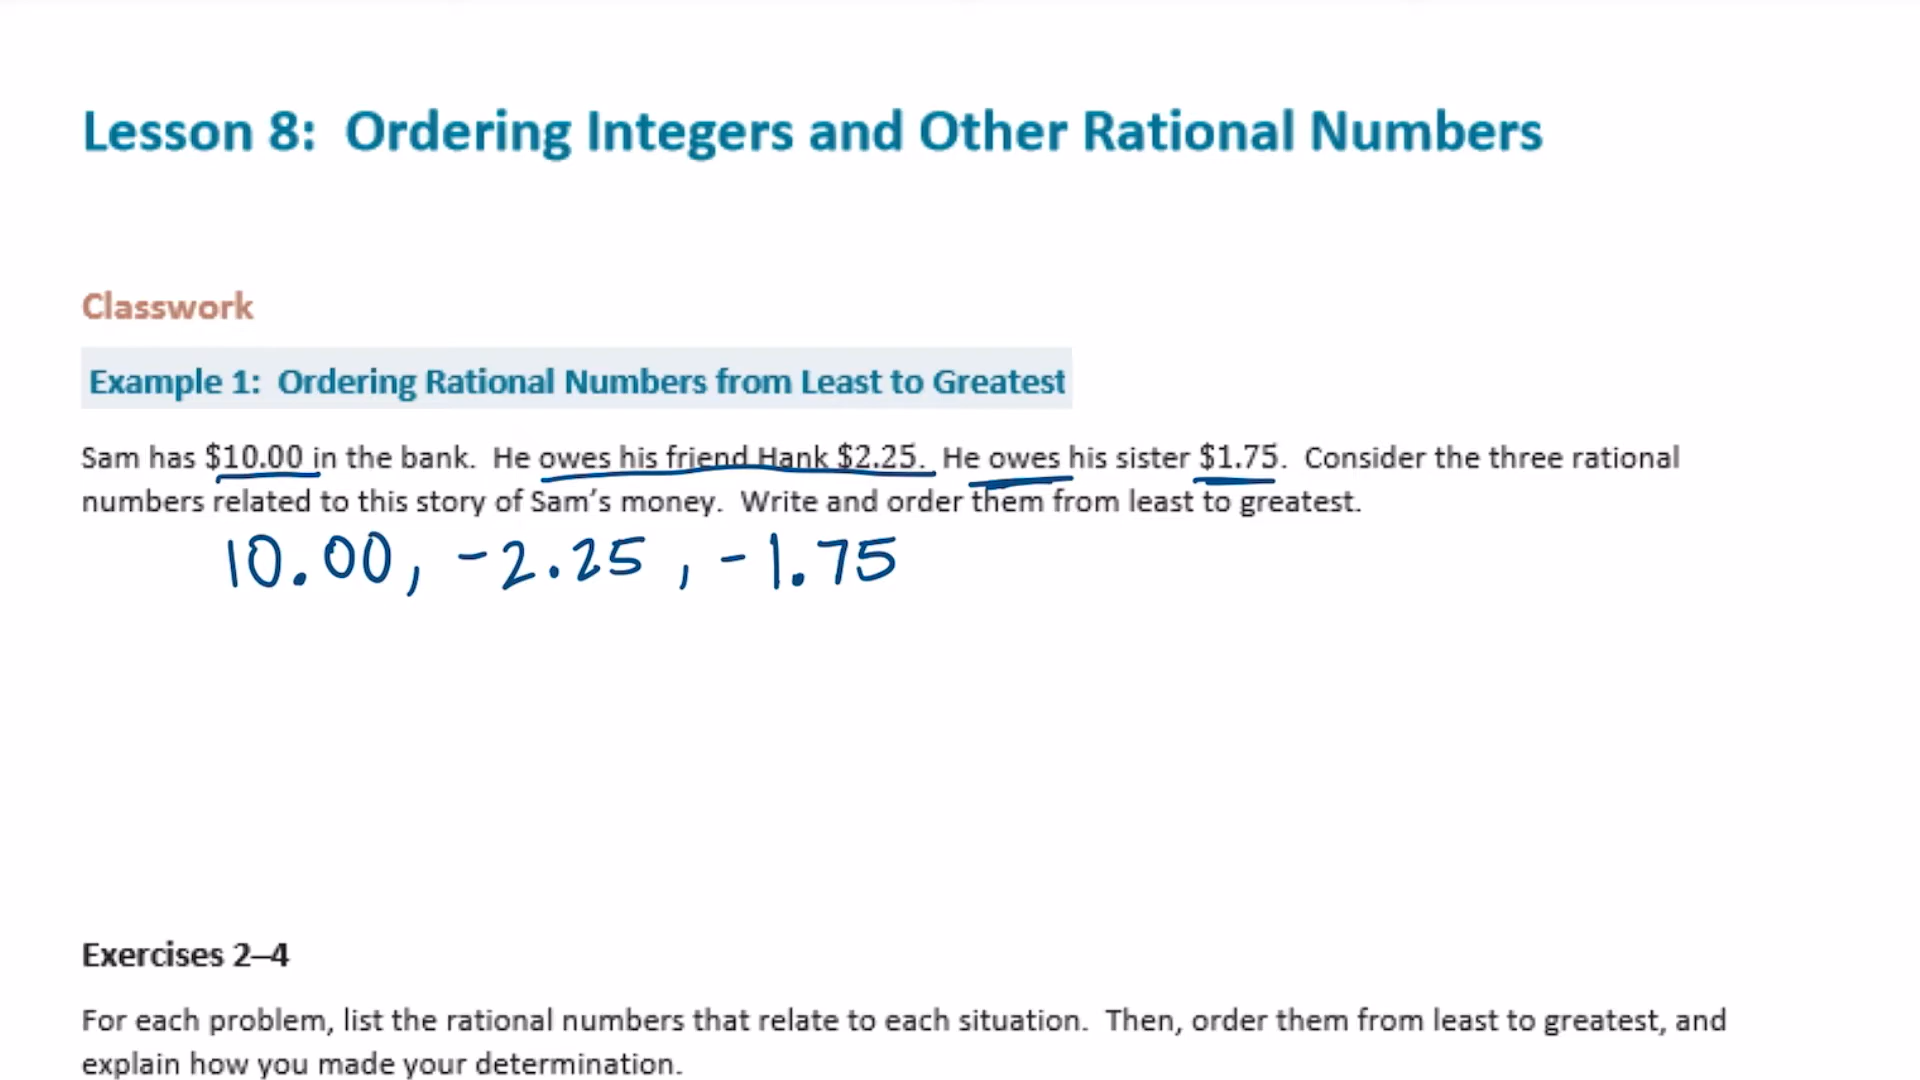 Lesson 8: Ordering Integers and Other Rational Numbers
Classwork
Example 1: Ordering Rational Numbers from Least to Greatest
Sam has $10.00 in the bank. He owes his friend Hank $2.25. He owes his sister $1.75. Consider the three rational
numbers related to this story of Sam’s money. Write and order them from least to greatest.
10.00, -2.25, -1.75
Exercises 2–4
For each problem, list the rational numbers that relate to each situation. Then, order them from least to greatest, and
explain how you made your determination.